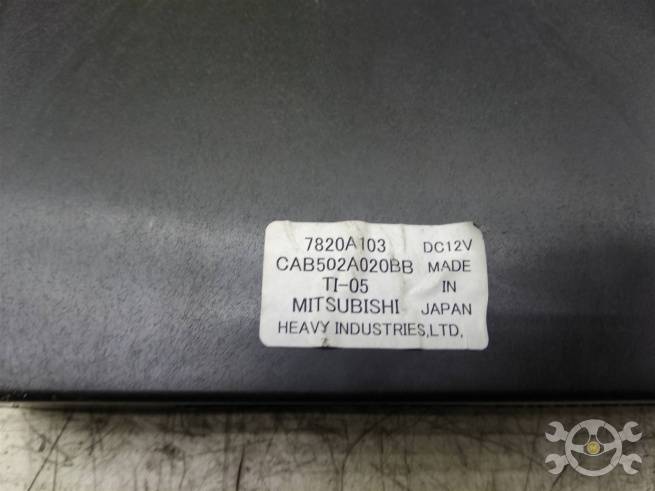 7820A103 DC12V
CAB502A020BB MADE
TI-05 IN
MITSUBISHI JAPAN
HEAVY INDUSTRIES,LTD,